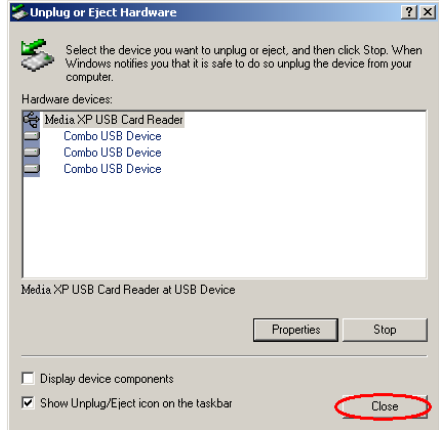 Unplug or Eject Hardware
Select the device you want to unplug or eject, and then click Stop. When
Windows notifies you that it is safe to do so unplug the device from your
computer.
Hardware devices:
Media XP USB Card Reader
Combo USB Device
Combo USB Device
Combo USB Device
Media XP USB Card Reader at USB Device
Properties Stop
Display device components
Show Unplug/Eject icon on the taskbar
Close